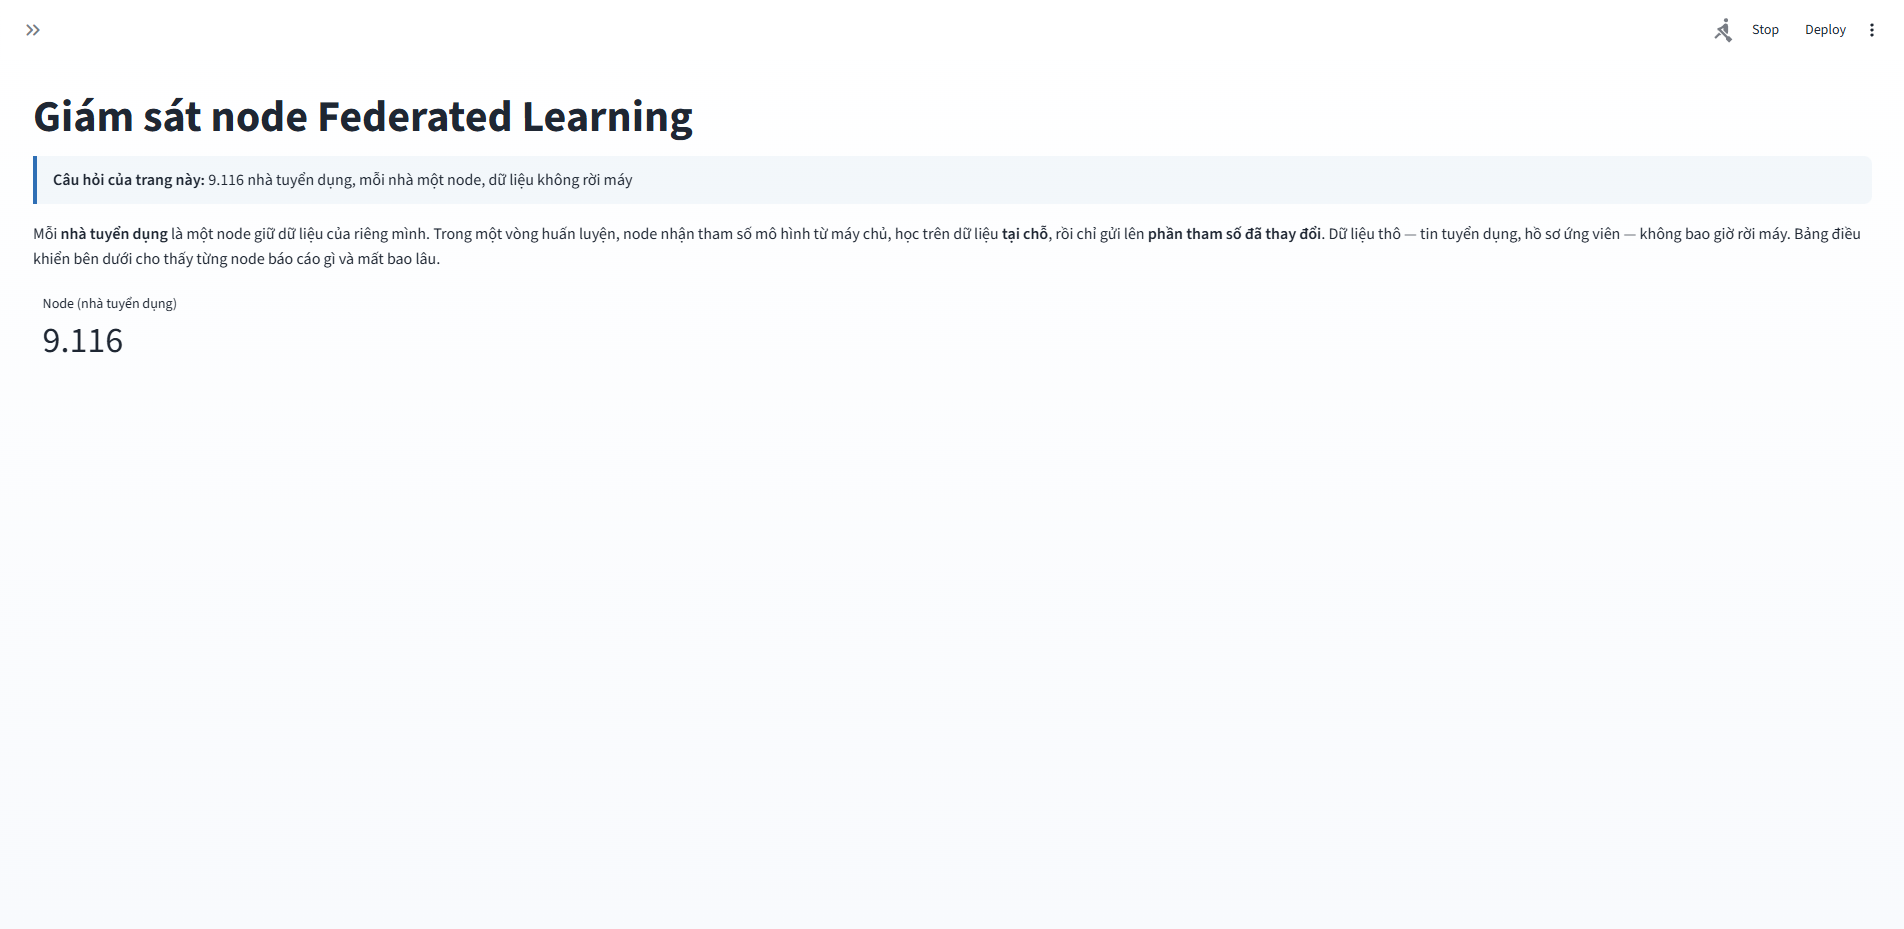 Stop
Deploy
Giám sát node Federated Learning
Câu hỏi của trang này: 9.116 nhà tuyển dụng, mỗi nhà một node, dữ liệu không rời máy
Mỗi nhà tuyển dụng là một node giữ dữ liệu của riêng mình. Trong một vòng huấn luyện, node nhận tham số mô hình từ máy chủ, học trên dữ liệu tại chỗ, rồi chỉ gửi lên phần tham số đã thay đổi. Dữ liệu thô — tin tuyển dụng, hồ sơ ứng viên — không bao giờ rời máy. Bảng điều
khiển bên dưới cho thấy từng node báo cáo gì và mất bao lâu.
Node (nhà tuyển dụng)
9.116